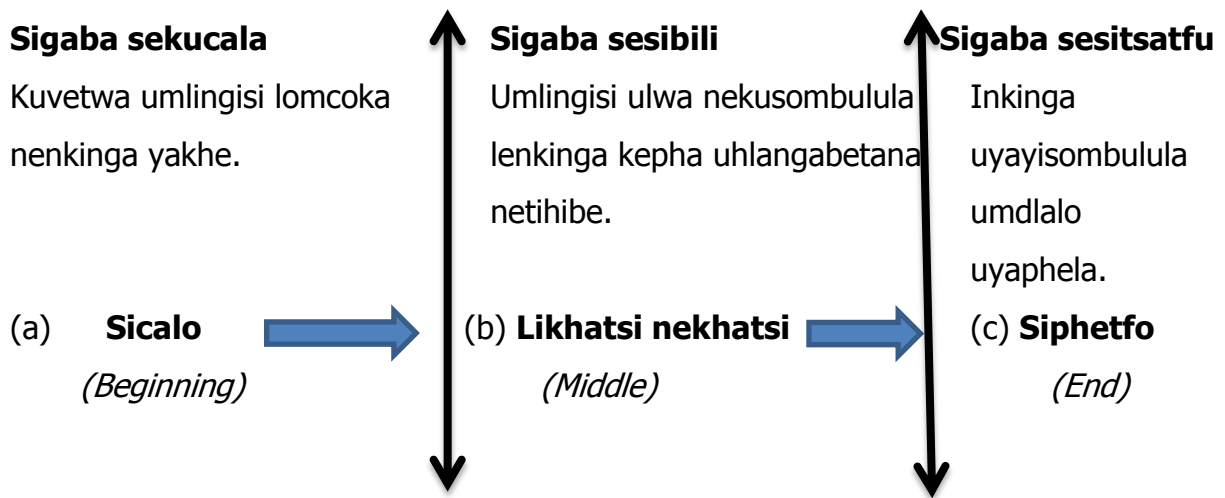 Sigaba sekucala
Kuvetwa umlingisi lomcoka
nenkinga yakhe.
(a) Sicalo
(Beginning)
Sigaba sesibili
Umlingisi ulwa nekusombulula
lenkinga kepha uhlangabetana
netihibe.
(b) Likhatsi nekhatsi
(Middle)
Sigaba sesitsatfu
Inkinga
uyayisombulula
umdlalo
uyaphela.
(c) Siphetfo
(End)